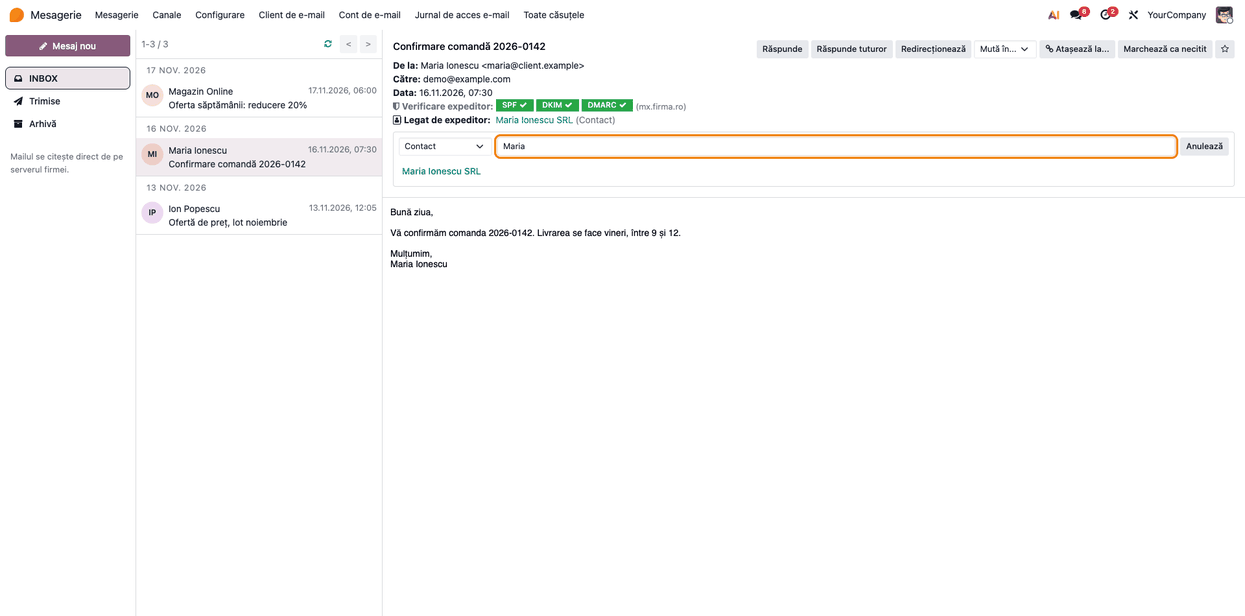 Mesagerie Mesagerie Canale Configurare Client de e-mail Cont de e-mail Jurnal de acces e-mail Toate căsuțele AI 6 2 YourCompany
Mesaj nou
INBOX
Trimise
Arhivă
Mailul se citește direct de pe
serverul firmei.
1-3 / 3 < >
17 NOV. 2026
MO Magazin Online 17.11.2026, 06:00
Oferta săptămânii: reducere 20%
16 NOV. 2026
MI Maria Ionescu 16.11.2026, 07:30
Confirmare comandă 2026-0142
13 NOV. 2026
IP Ion Popescu 13.11.2026, 12:05
Ofertă de preț, lot noiembrie
Confirmare comandă 2026-0142
Răspunde Răspunde tuturor Redirecționează Mută în... Atașează la... Marchează ca necitit
De la: Maria Ionescu <maria@client.example>
Către: demo@example.com
Data: 16.11.2026, 07:30
Verificare expeditor: SPF ✓ DKIM ✓ DMARC ✓ (mx.firma.ro)
Legat de expeditor: Maria Ionescu SRL (Contact)
Contact Maria Anulează
Maria Ionescu SRL
Bună ziua,
Vă confirmăm comanda 2026-0142. Livrarea se face vineri, între 9 și 12.
Mulțumim,
Maria Ionescu